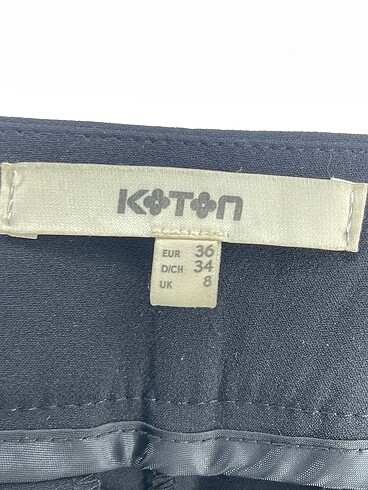 KOTON
EUR 36
D/CH 34
UK 8